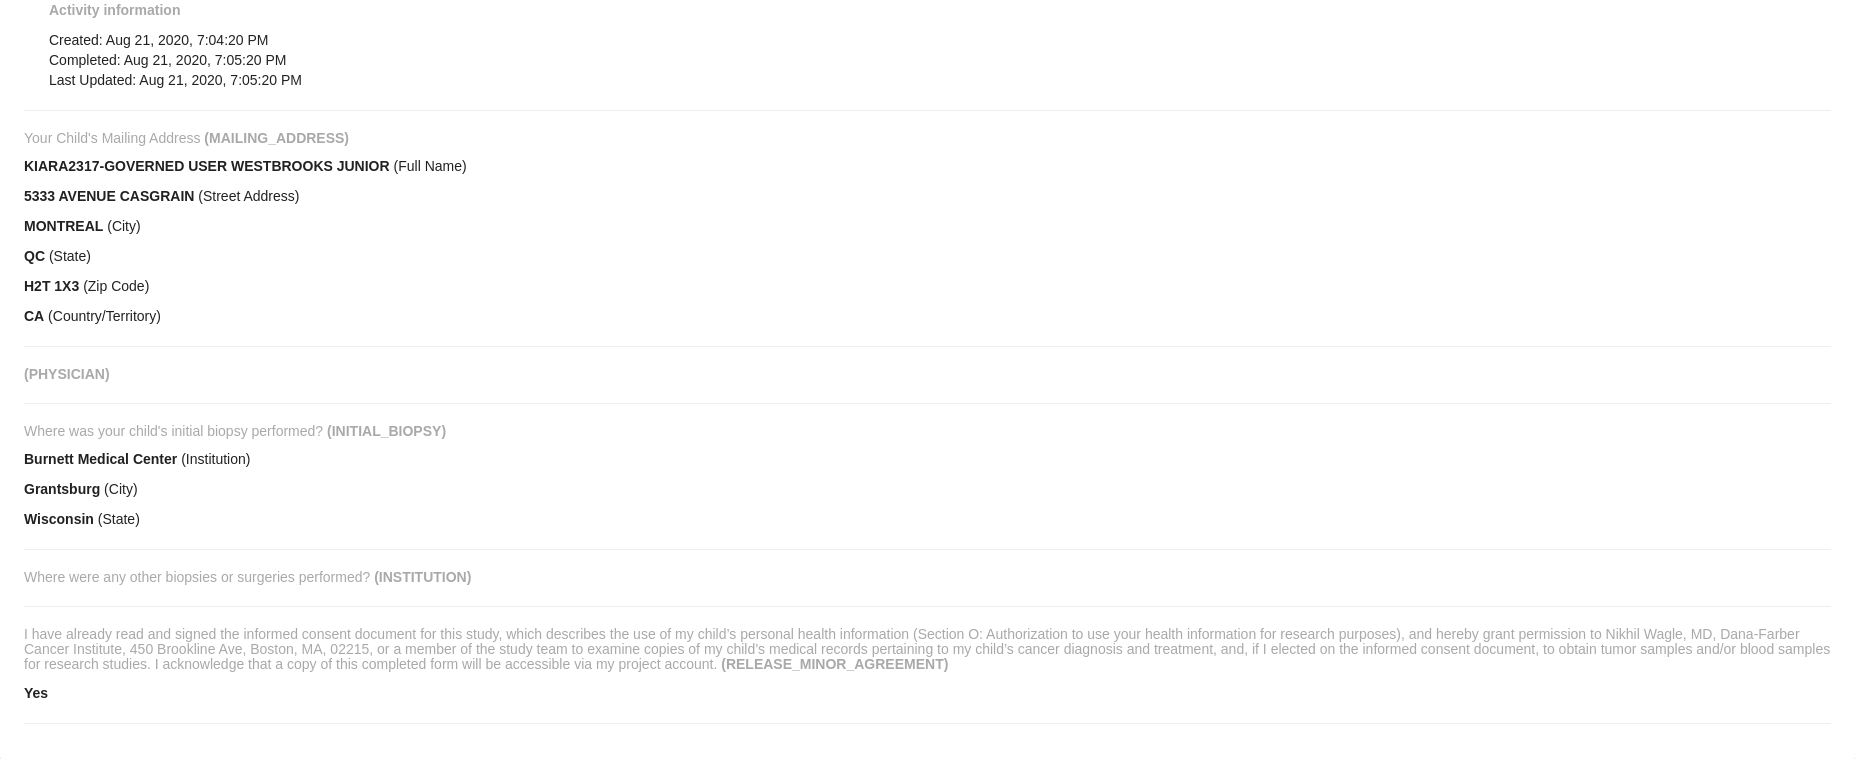 Activity information
Created: Aug 21, 2020, 7:04:20 PM
Completed: Aug 21, 2020, 7:05:20 PM
Last Updated: Aug 21, 2020, 7:05:20 PM
Your Child's Mailing Address (MAILING_ADDRESS)
KIARA2317-GOVERNED USER WESTBROOKS JUNIOR (Full Name)
5333 AVENUE CASGRAIN (Street Address)
MONTREAL (City)
QC (State)
H2T 1X3 (Zip Code)
CA (Country/Territory)
(PHYSICIAN)
Where was your child's initial biopsy performed? (INITIAL_BIOPSY)
Burnett Medical Center (Institution)
Grantsburg (City)
Wisconsin (State)
Where were any other biopsies or surgeries performed? (INSTITUTION)
I have already read and signed the informed consent document for this study, which describes the use of my child's personal health information (Section O: Authorization to use your health information for research purposes), and hereby grant permission to Nikhil Wagle, MD, Dana-Farber
Cancer Institute, 450 Brookline Ave, Boston, MA, 02215, or a member of the study team to examine copies of my child's medical records pertaining to my child's cancer diagnosis and treatment, and, if I elected on the informed consent document, to obtain tumor samples and/or blood samples
for research studies. I acknowledge that a copy of this completed form will be accessible via my project account. (RELEASE_MINOR_AGREEMENT)
Yes